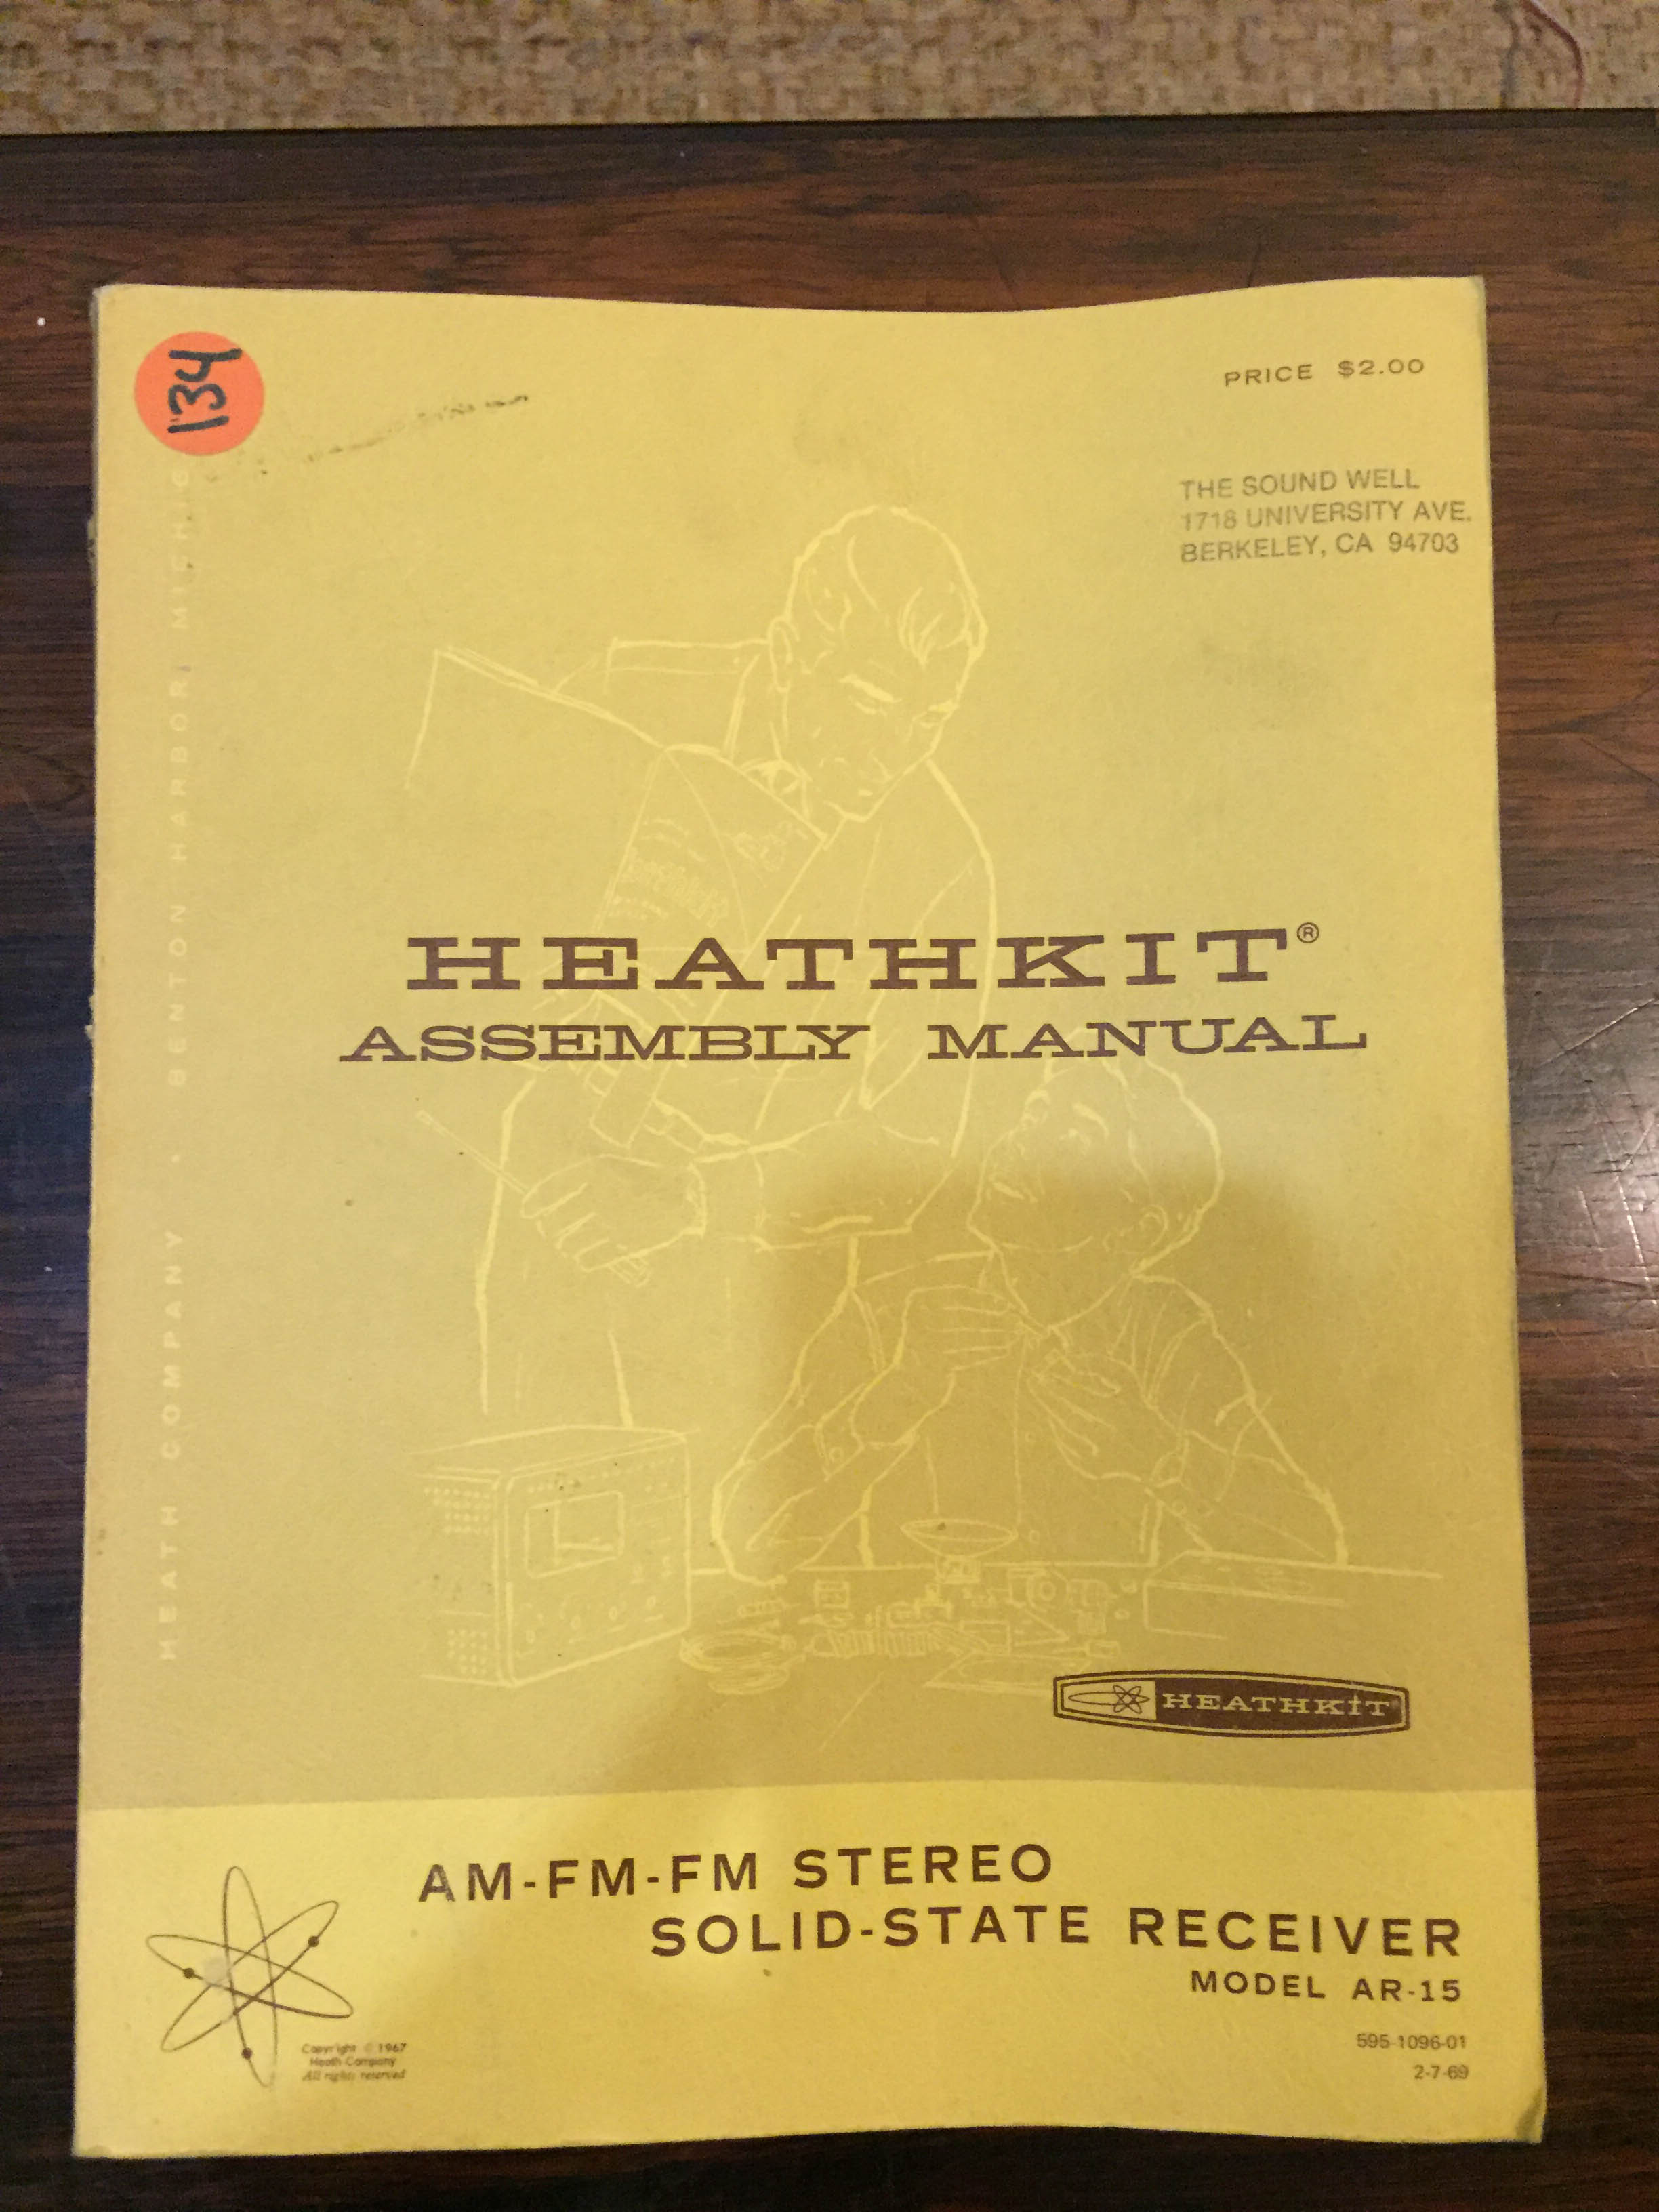 134
PRICE $2.00
THE SOUND WELL
1718 UNIVERSITY AVE.
BERKELEY, CA 94703
HEATH COMPANY • BENTON HARBOR,
HEATHKIT®
ASSEMBLY MANUAL
HEATHKIT
AM-FM-FM STEREO
SOLID-STATE RECEIVER
MODEL AR-15
595-1096-01
2-7-69
Copyright © 1967
Heath Company
All rights reserved